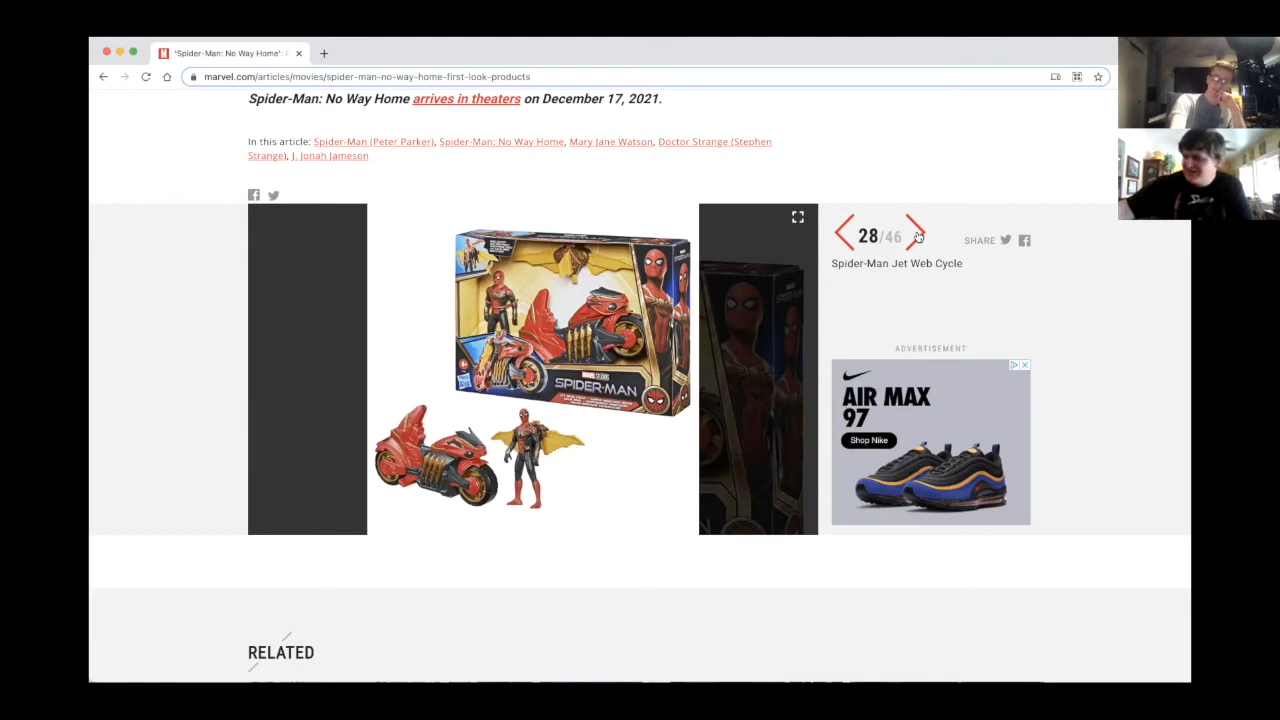 'Spider-Man: No Way Home':
marvel.com/articles/movies/spider-man-no-way-home-first-look-products
Spider-Man: No Way Home arrives in theaters on December 17, 2021.
In this article: Spider-Man (Peter Parker), Spider-Man: No Way Home, Mary Jane Watson, Doctor Strange (Stephen
Strange), J. Jonah Jameson
28/46
SHARE
Spider-Man Jet Web Cycle
MARVEL STUDIOS
SPIDER-MAN
ADVERTISEMENT
AIR MAX
97
Shop Nike
RELATED